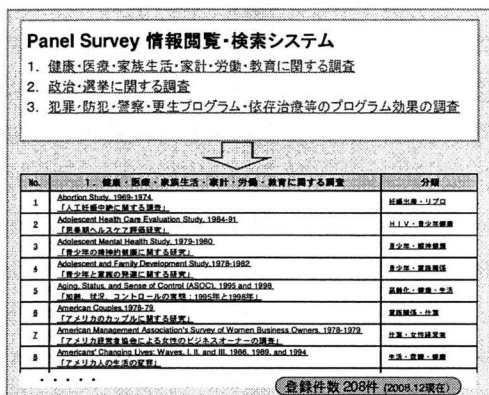 Panel Survey 情報閲覧・検索システム
1. 健康・医療・家族生活・家計・労働・教育に関する調査
2. 政治・選挙に関する調査
3. 犯罪・防犯・警察・更生プログラム・依存治療等のプログラム効果の調査
No. 1. 健康・医療・家族生活・家計・労働・教育に関する調査 分類
1 Abortion Study, 1969-1974 妊娠出産・リプロ
「人工妊娠中絶に関する調査」
2 Adolescent Health Care Evaluation Study, 1984-91 HIV・青少年健康
「思春期ヘルスケア評価研究」
3 Adolescent Mental Health Study, 1979-1980 青少年・精神健康
「青少年の精神的健康に関する研究」
4 Adolescent and Family Development Study, 1978-1982 青少年・家族関係
「青少年と家族の発達に関する研究」
5 Aging, Status, and Sense of Control (ASOC), 1995 and 1998 高齢化・健康・生活
「加齢、状況、コントロールの実態：1995年と1998年」
6 American Couples, 1978-79 家族関係・仕事
「アメリカのカップルに関する研究」
7 American Management Association's Survey of Women Business Owners, 1978-1979 仕事・女性経営者
「アメリカ経営者協会による女性のビジネスオーナーの調査」
8 Americans' Changing Lives: Waves, I, II, and III, 1986, 1989, and 1994 生活・意識・健康
「アメリカ人の生活の変容」
・・・・・
登録件数 208件 (2008.12現在)